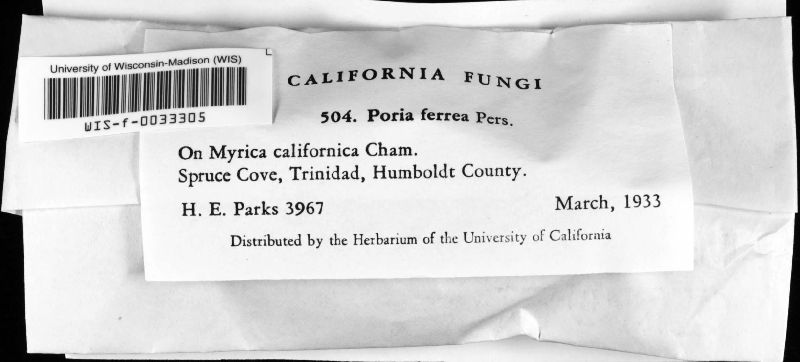 University of Wisconsin-Madison (WIS)
WIS-f-0033305
CALIFORNIA FUNGI
504. Poria ferrea Pers.
On Myrica californica Cham.
Spruce Cove, Trinidad, Humboldt County.
H. E. Parks 3967 March, 1933
Distributed by the Herbarium of the University of California